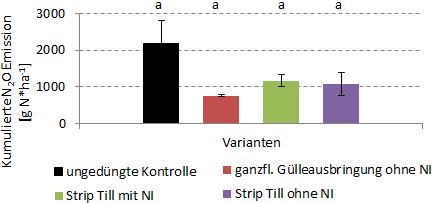 a a a a
Kumulierte N₂O Emission
[g N*ha⁻¹]
3000
2000
1000
0
Varianten
ungedüngte Kontrolle
ganzfl. Gülleausbringung ohne NI
Strip Till mit NI
Strip Till ohne NI